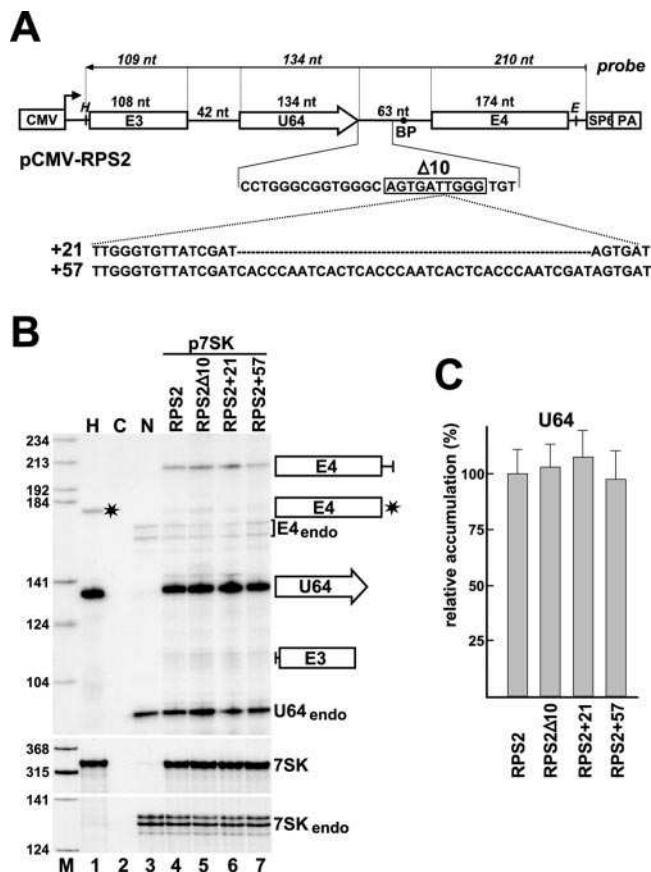 A
109 nt 134 nt 210 nt probe
H 108 nt 134 nt 63 nt 174 nt E
CMV E3 42 nt U64 BP E4 SP6 PA
pCMV-RPS2
Δ10
CCTGGGCGGTGGGC AGTGATTGGG TGT
+21 TTGGGTGTTATCGAT----------------------------------------AGTGAT
+57 TTGGGTGTTATCGATCACCCAATCACTCACCCAATCACTCACCCAATCGATAGTGAT
B
p7SK
H C N RPS2 RPS2Δ10 RPS2+21 RPS2+57
234
213 E4
192
184 E4
E4endo
141 U64
124
E3
104
U64endo
368
315 7SK
141
7SKendo
124
M 1 2 3 4 5 6 7
C
U64
relative accumulation (%)
100
75
50
25
RPS2 RPS2Δ10 RPS2+21 RPS2+57